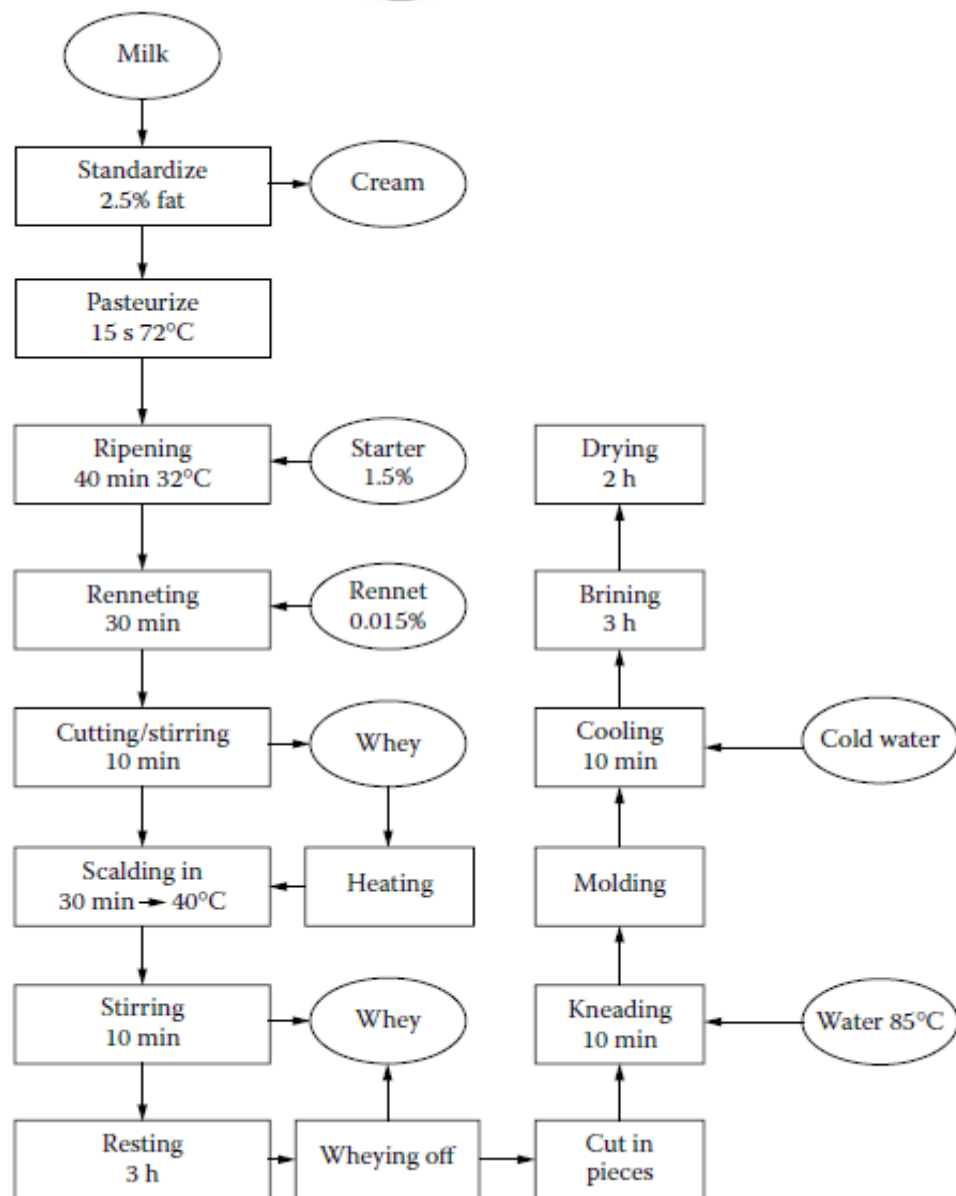 Milk
Standardize
2.5% fat
Cream
Pasteurize
15 s 72°C
Ripening
40 min 32°C
Starter
1.5%
Renneting
30 min
Rennet
0.015%
Cutting/stirring
10 min
Whey
Scalding in
30 min → 40°C
Heating
Stirring
10 min
Whey
Resting
3 h
Wheying off
Cut in
pieces
Kneading
10 min
Water 85°C
Molding
Cooling
10 min
Cold water
Brining
3 h
Drying
2 h